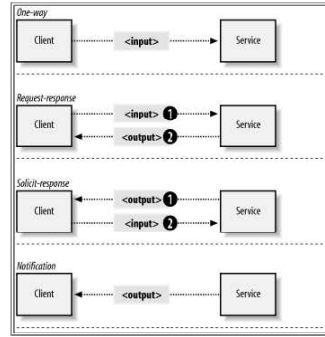 One-way
Client <input> Service
Request-response
Client <input> 1 Service
<output> 2
Solicit-response
Client <output> 1 Service
<input> 2
Notification
Client <output> Service